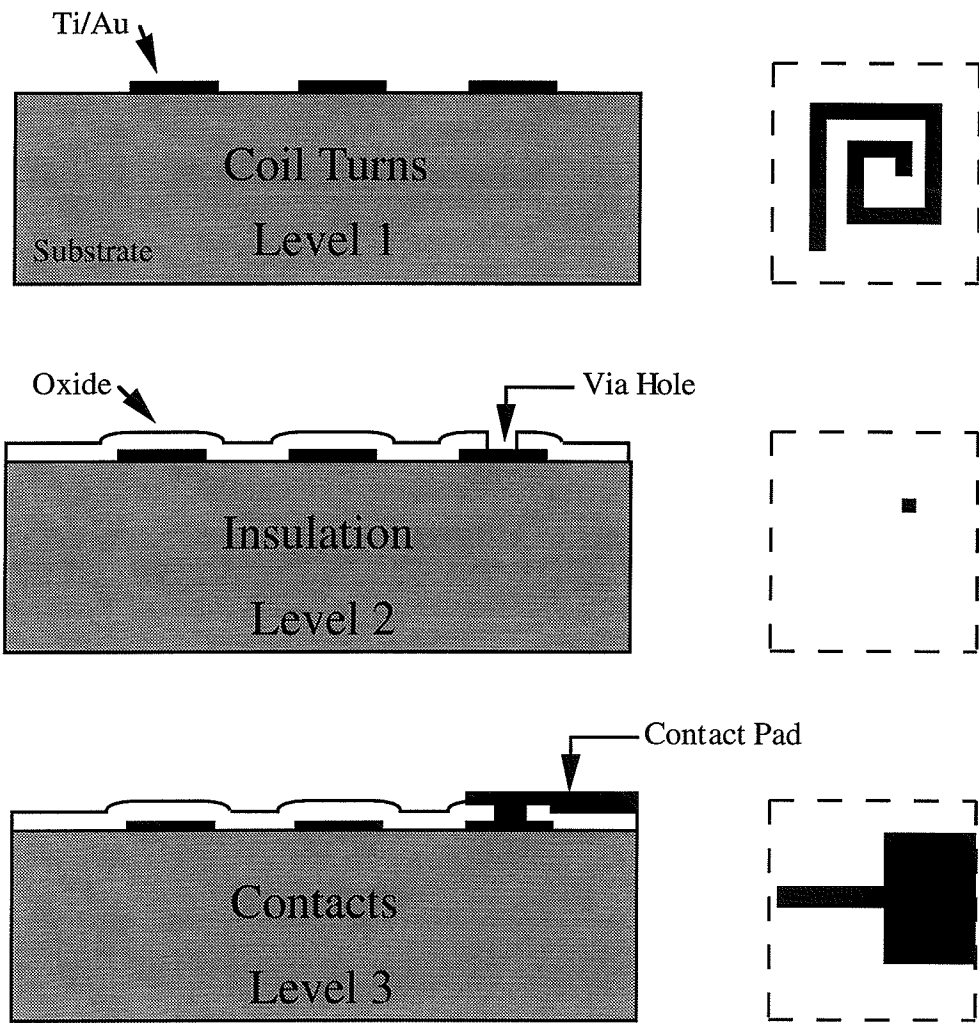 Ti/Au
Coil Turns
Level 1
Substrate
Oxide
Via Hole
Insulation
Level 2
Contact Pad
Contacts
Level 3